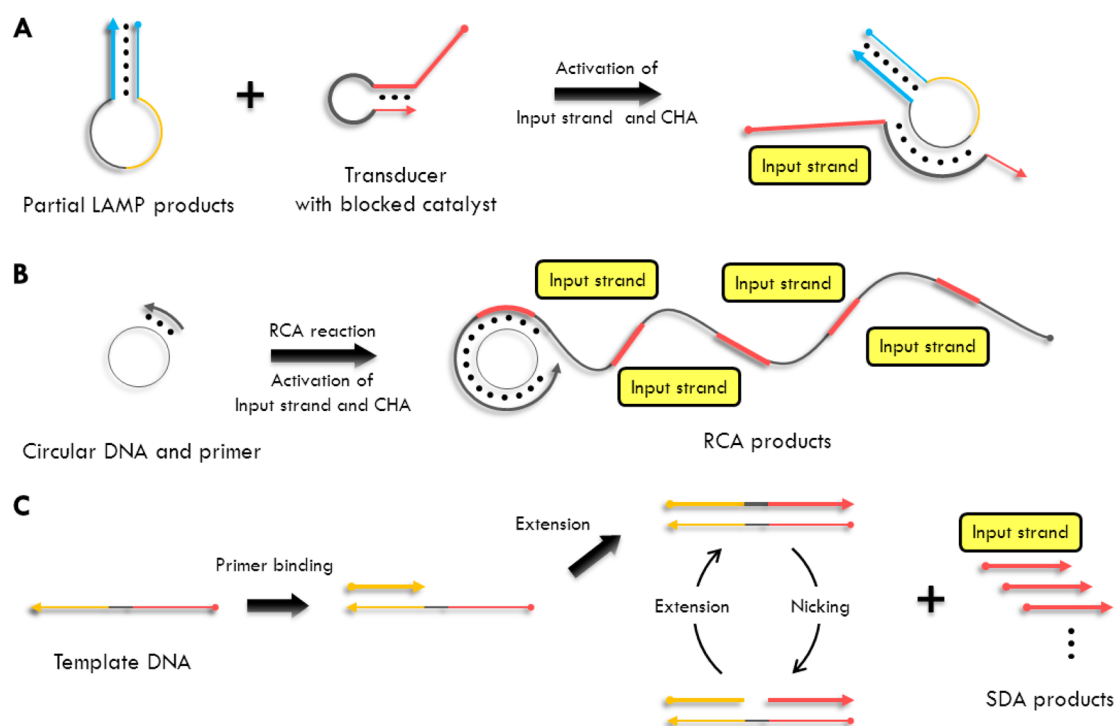 A
Partial LAMP products
+
Transducer
with blocked catalyst
Activation of
Input strand and CHA
Input strand
B
Circular DNA and primer
RCA reaction
Activation of
Input strand and CHA
Input strand
Input strand
Input strand
Input strand
RCA products
C
Template DNA
Primer binding
Extension
Extension
Nicking
+
Input strand
SDA products